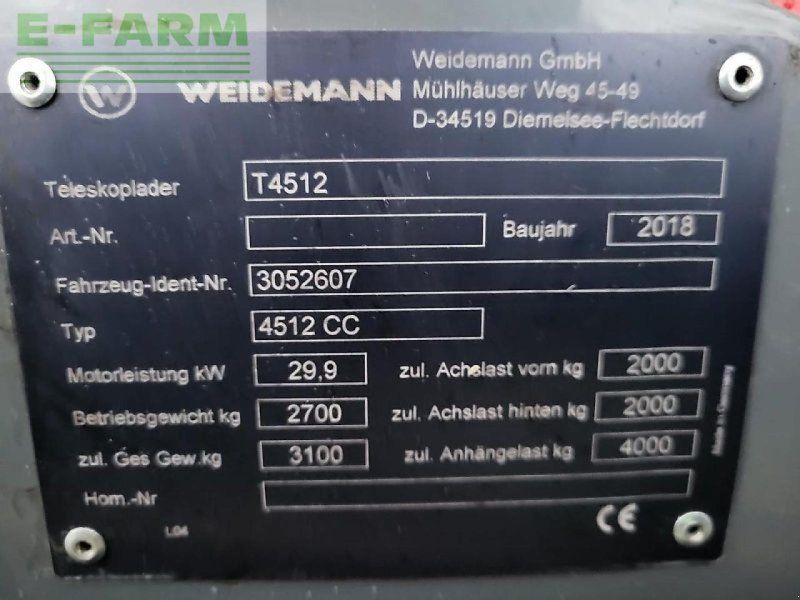 E-FARM
W WEIDEMANN
Weidemann GmbH
Mühlhäuser Weg 45-49
D-34519 Diemelsee-Flechtdorf
Teleskoplader T4512
Art.-Nr. Baujahr 2018
Fahrzeug-Ident-Nr. 3052607
Typ 4512 CC
Motorleistung kW 29,9 zul. Achslast vorn kg 2000
Betriebsgewicht kg 2700 zul. Achslast hinten kg 2000
zul. Ges Gew.kg 3100 zul. Anhängelast kg 4000
Hom.-Nr
Made in Germany
L04
CE